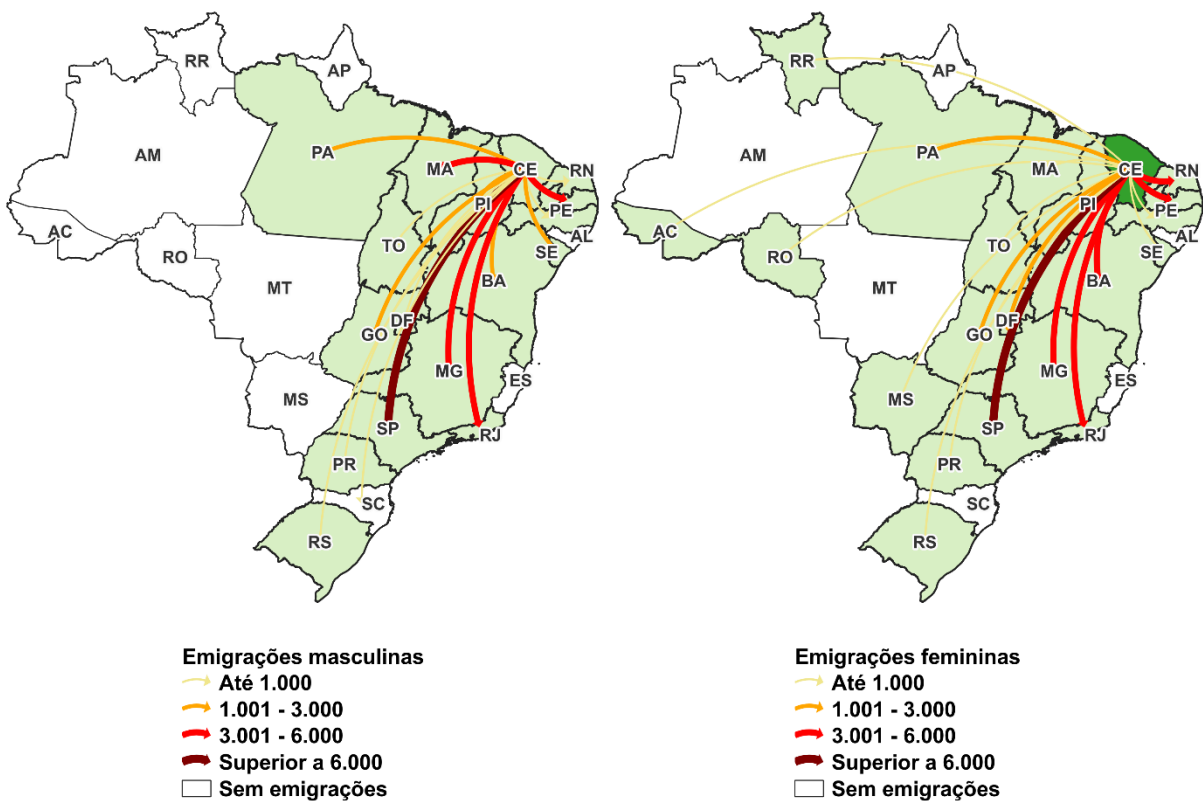 RR
AP
AM
PA
MA
CE
RN
PI
PE
AC
TO
AL
RO
SE
BA
MT
DF
GO
MG
ES
MS
SP
RJ
PR
SC
RS
Emigrações masculinas
Até 1.000
1.001 - 3.000
3.001 - 6.000
Superior a 6.000
Sem emigrações
RR
AP
AM
PA
MA
CE
RN
PI
PE
AC
TO
AL
RO
SE
BA
MT
DF
GO
MG
ES
MS
SP
RJ
PR
SC
RS
Emigrações femininas
Até 1.000
1.001 - 3.000
3.001 - 6.000
Superior a 6.000
Sem emigrações